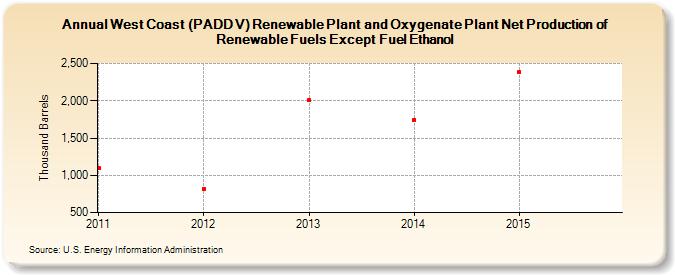 Annual West Coast (PADD V) Renewable Plant and Oxygenate Plant Net Production of
Renewable Fuels Except Fuel Ethanol
Thousand Barrels
2,500
2,000
1,500
1,000
500
2011 2012 2013 2014 2015
Source: U.S. Energy Information Administration